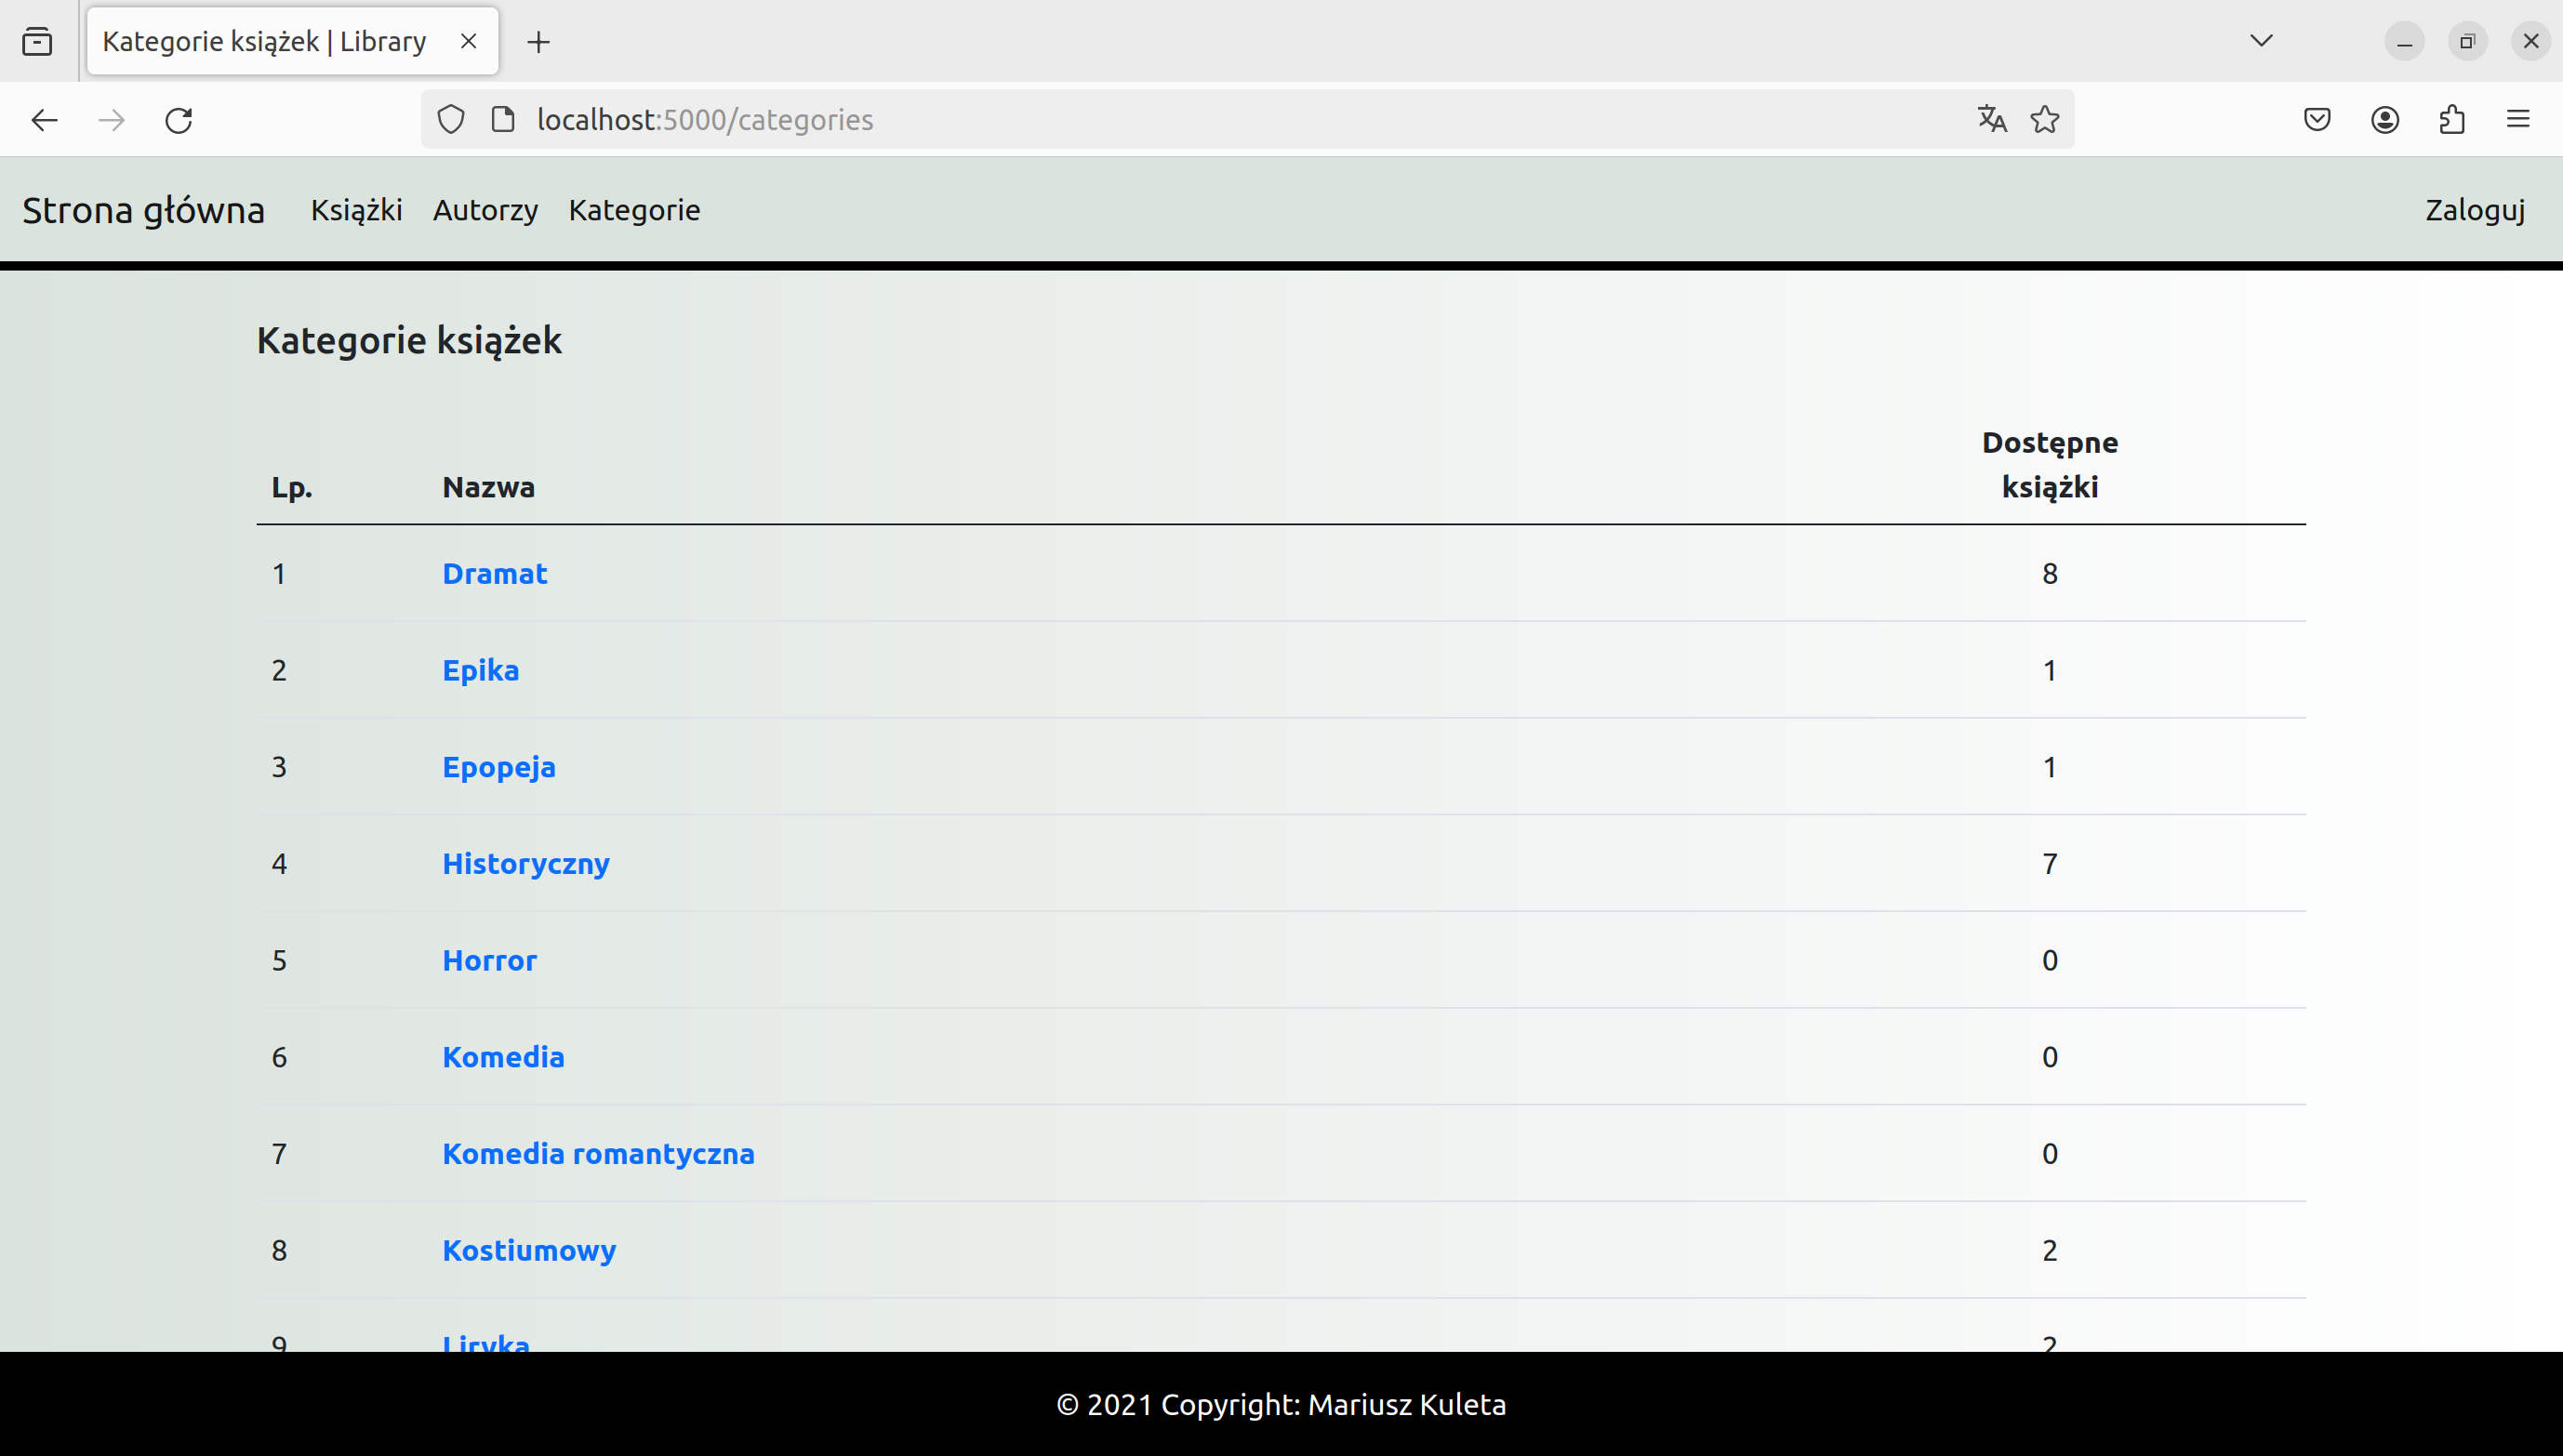 Kategorie książek | Library
localhost:5000/categories
Strona główna Książki Autorzy Kategorie Zaloguj
Kategorie książek
Dostępne
Lp. Nazwa książki
1 Dramat 8
2 Epika 1
3 Epopeja 1
4 Historyczny 7
5 Horror 0
6 Komedia 0
7 Komedia romantyczna 0
8 Kostiumowy 2
9 Liryka 2
© 2021 Copyright: Mariusz Kuleta